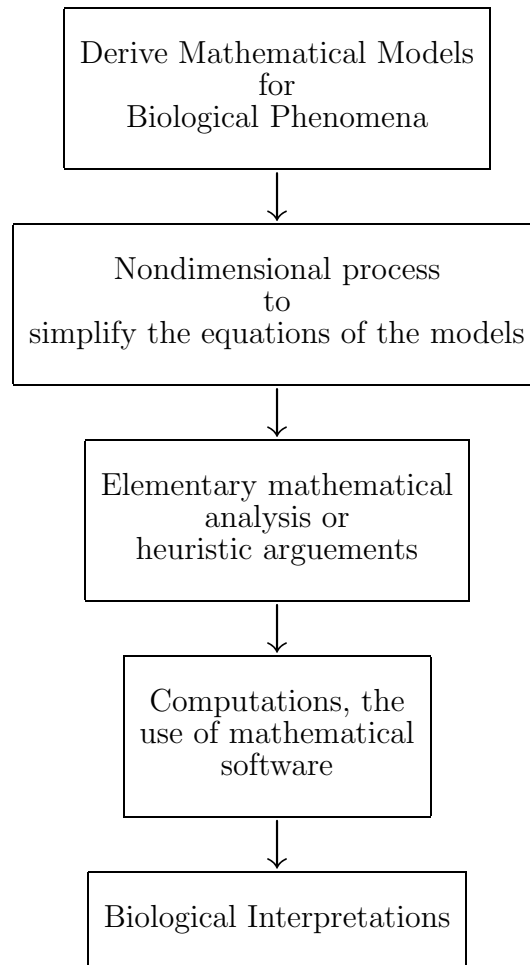 Derive Mathematical Models
for
Biological Phenomena
Nondimensional process
to
simplify the equations of the models
Elementary mathematical
analysis or
heuristic arguements
Computations, the
use of mathematical
software
Biological Interpretations